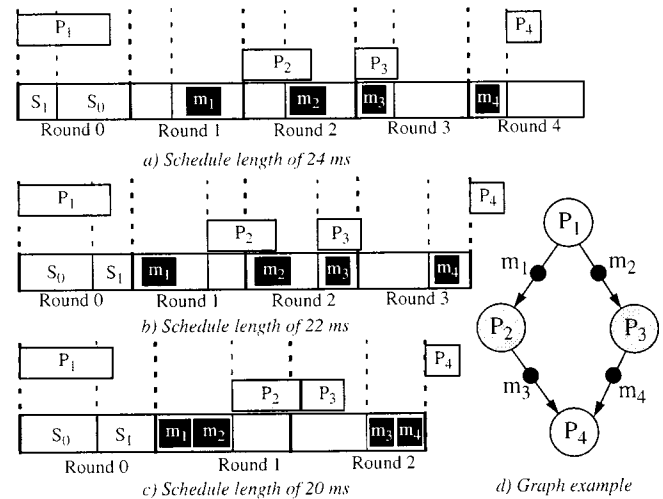 P1 P4
P2 P3
S1 S0 m1 m2 m3 m4
Round 0 Round 1 Round 2 Round 3 Round 4
a) Schedule length of 24 ms
P1 P4
P2 P3
S0 S1 m1 m2 m3 m4
Round 0 Round 1 Round 2 Round 3
b) Schedule length of 22 ms
P1 P4
P2 P3
S0 S1 m1 m2 m3 m4
Round 0 Round 1 Round 2
c) Schedule length of 20 ms
P1
m1 m2
P2 P3
m3 m4
P4
d) Graph example